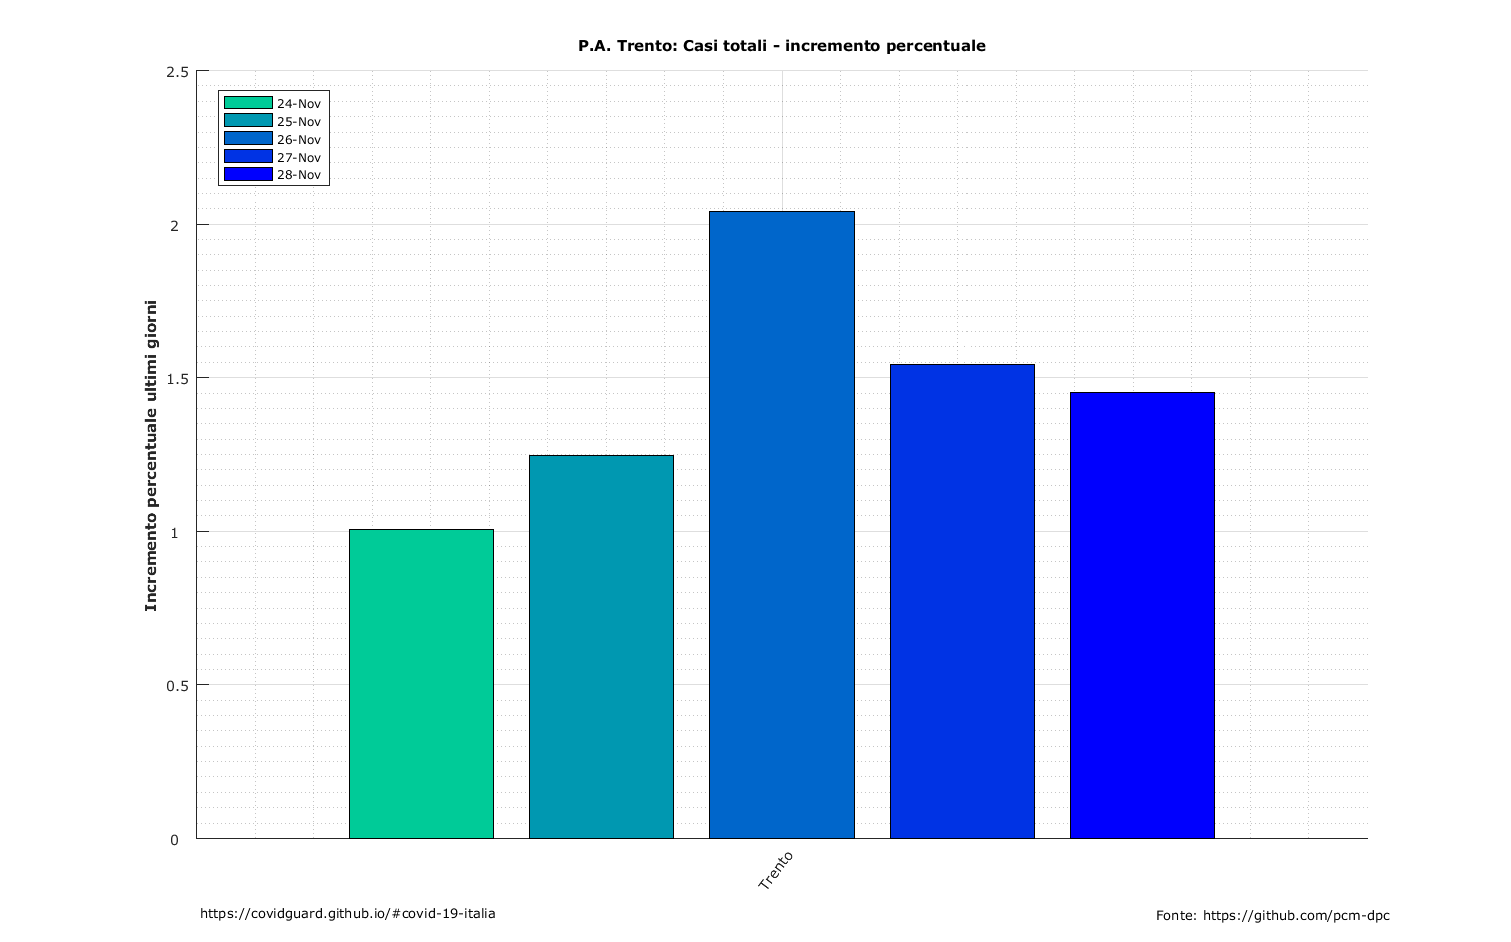 P.A. Trento: Casi totali - incremento percentuale
2.5
24-Nov
25-Nov
26-Nov
27-Nov
28-Nov
2
1.5
1
0.5
0
Incremento percentuale ultimi giorni
Trento
https://covidguard.github.io/#covid-19-italia
Fonte: https://github.com/pcm-dpc